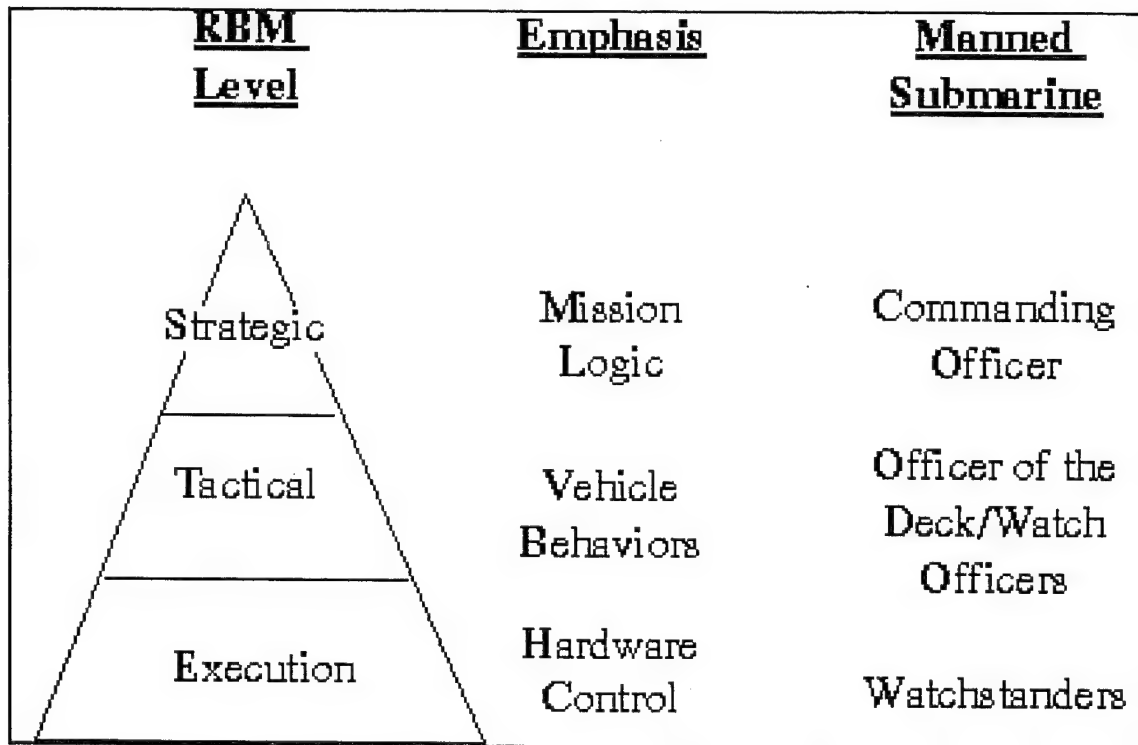 RBM
Level
Emphasis
Manned
Submarine
Strategic
Mission
Logic
Commanding
Officer
Tactical
Vehicle
Behaviors
Officer of the
Deck/Watch
Officers
Execution
Hardware
Control
Watchstanders